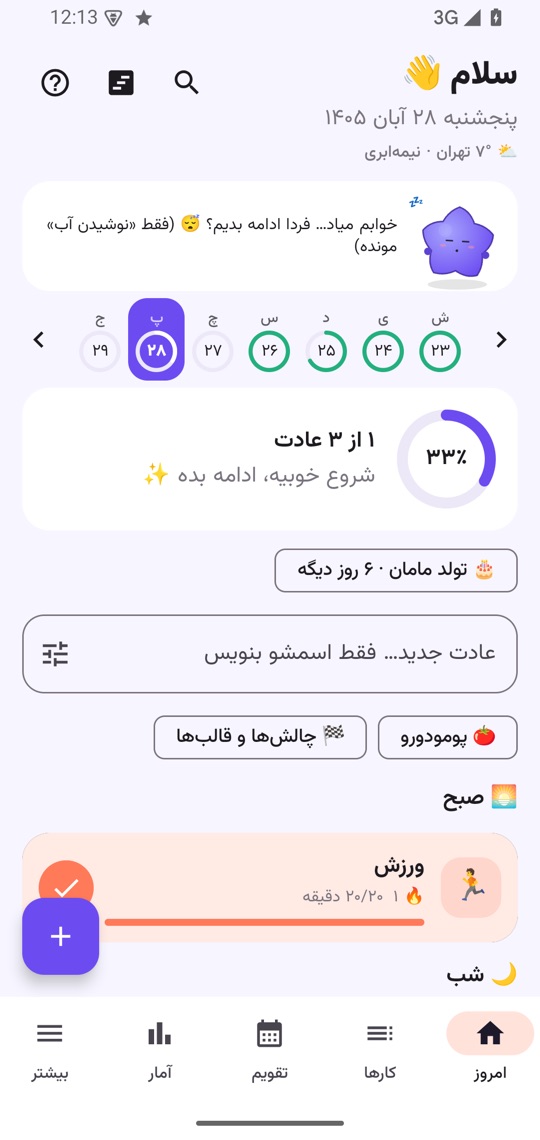 12:13
3G
سلام 👋
پنجشنبه ۲۸ آبان ۱۴۰۵
⛅ ۷° تهران · نیمه‌ابری
zzz
خوابم میاد... فردا ادامه بدیم؟ 😴 (فقط «نوشیدن آب»
مونده)
ش ی د س چ پ ج
۲۳ ۲۴ ۲۵ ۲۶ ۲۷ ۲۸ ۲۹
۳۳٪
۱ از ۳ عادت
شروع خوبیه، ادامه بده ✨
🎂 تولد مامان · ۶ روز دیگه
عادت جدید... فقط اسمشو بنویس
🍅 پومودورو
🏁 چالش‌ها و قالب‌ها
🌅 صبح
ورزش
🔥 ۱ ۲۰/۲۰ دقیقه
🌙 شب
امروز
کارها
تقویم
آمار
بیشتر